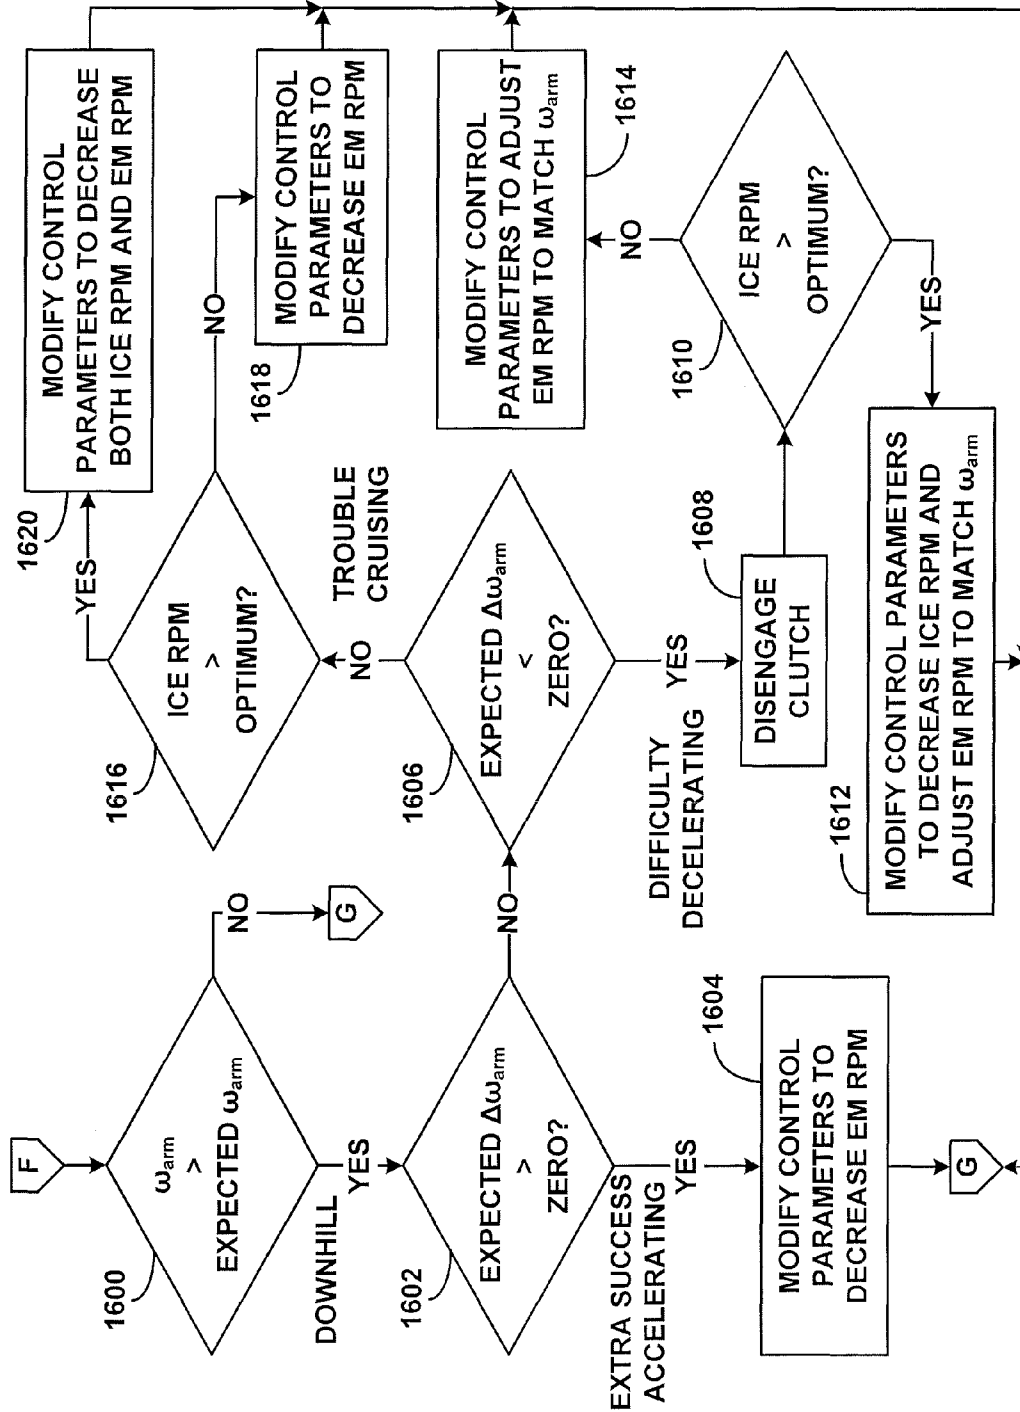 F
1600
ωarm
>
EXPECTED ωarm
NO
G
DOWNHILL
YES
1602
EXPECTED Δωarm
>
ZERO?
NO
EXTRA SUCCESS
ACCELERATING
YES
1604
MODIFY CONTROL
PARAMETERS TO
DECREASE EM RPM
G
1606
EXPECTED Δωarm
<
ZERO?
NO
TROUBLE
CRUISING
1616
ICE RPM
>
OPTIMUM?
YES
1620
MODIFY CONTROL
PARAMETERS TO DECREASE
BOTH ICE RPM AND EM RPM
NO
1618
MODIFY CONTROL
PARAMETERS TO
DECREASE EM RPM
DIFFICULTY
DECELERATING
YES
1608
DISENGAGE
CLUTCH
1610
ICE RPM
>
OPTIMUM?
NO
1614
MODIFY CONTROL
PARAMETERS TO ADJUST
EM RPM TO MATCH ωarm
YES
1612
MODIFY CONTROL PARAMETERS
TO DECREASE ICE RPM AND
ADJUST EM RPM TO MATCH ωarm